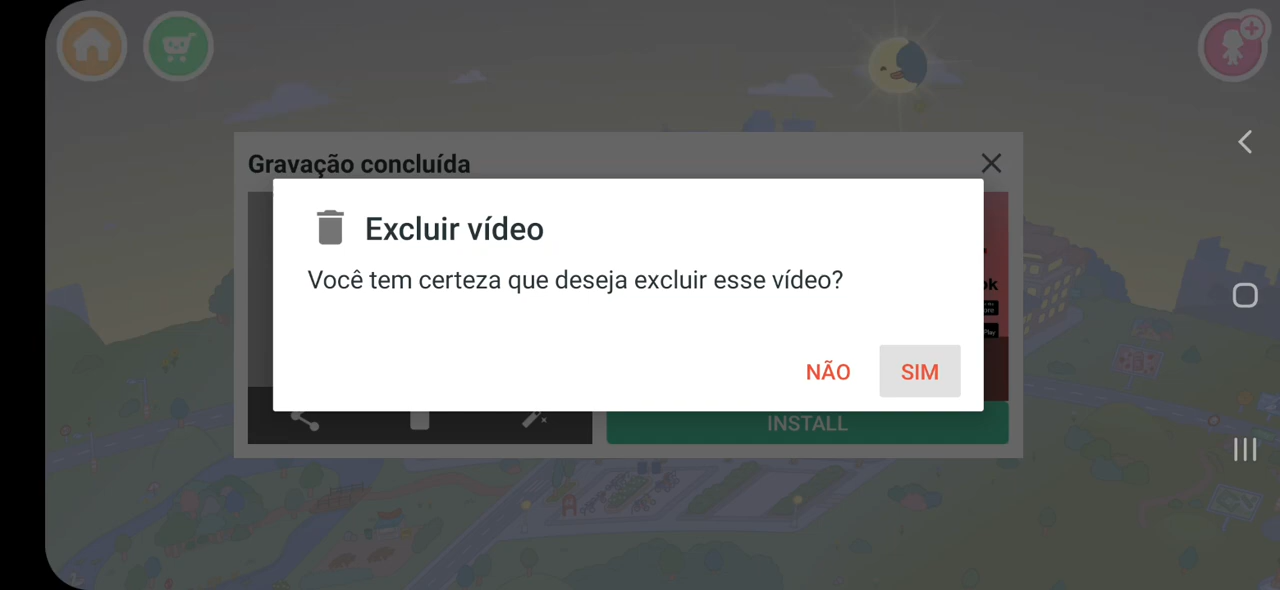 Gravação concluída
Excluir vídeo
Você tem certeza que deseja excluir esse vídeo?
NÃO
SIM
INSTALL